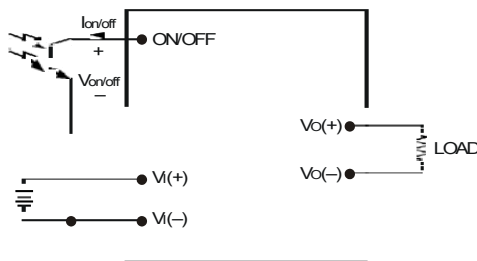 Ion/off
+
ON/OFF
Von/off
–
VO(+)
LOAD
VO(–)
VI(+)
VI(–)